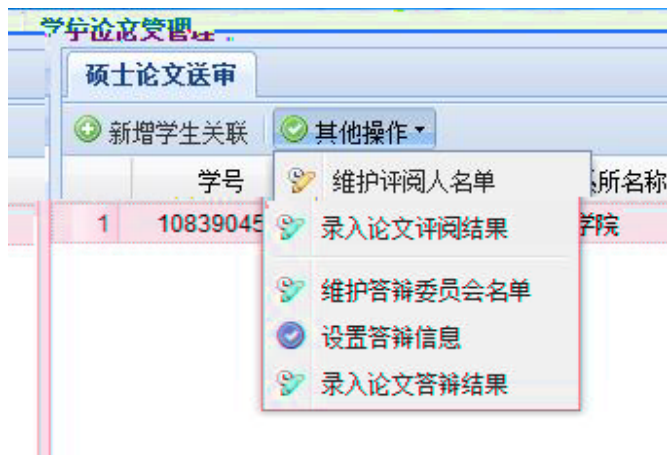 学位论文管理
硕士论文送审
新增学生关联 其他操作
学号 系所名称
维护评阅人名单
1 10839045 学院
录入论文评阅结果
维护答辩委员会名单
设置答辩信息
录入论文答辩结果